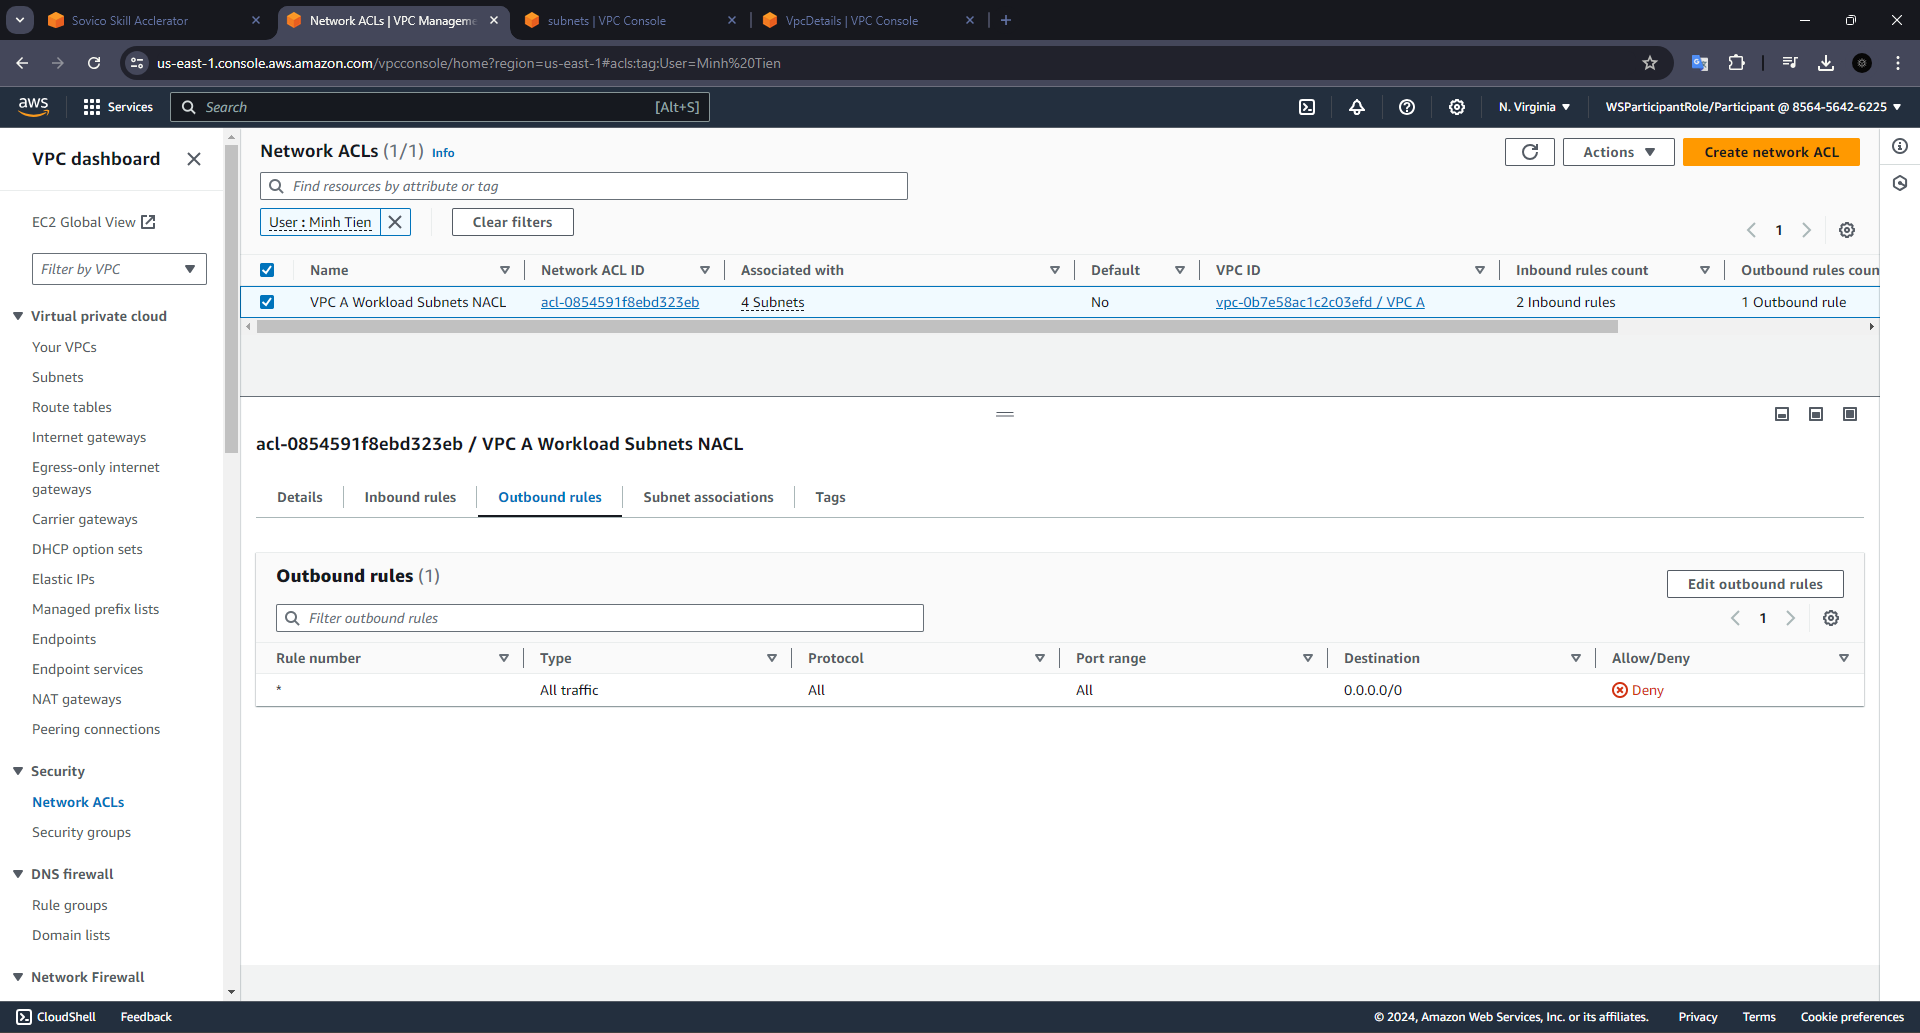 Sovico Skill Acclerator
Network ACLs | VPC Manageme
subnets | VPC Console
VpcDetails | VPC Console
us-east-1.console.aws.amazon.com/vpcconsole/home?region=us-east-1#acls:tag:User=Minh%20Tien
aws
Services
Search
[Alt+S]
N. Virginia
WSParticipantRole/Participant @ 8564-5642-6225
VPC dashboard
EC2 Global View
Filter by VPC
Virtual private cloud
Your VPCs
Subnets
Route tables
Internet gateways
Egress-only internet
gateways
Carrier gateways
DHCP option sets
Elastic IPs
Managed prefix lists
Endpoints
Endpoint services
NAT gateways
Peering connections
Security
Network ACLs
Security groups
DNS firewall
Rule groups
Domain lists
Network Firewall
Network ACLs (1/1) Info
Actions
Create network ACL
Find resources by attribute or tag
User : Minh Tien
Clear filters
1
Name Network ACL ID Associated with Default VPC ID Inbound rules count Outbound rules coun
VPC A Workload Subnets NACL acl-0854591f8ebd323eb 4 Subnets No vpc-0b7e58ac1c2c03efd / VPC A 2 Inbound rules 1 Outbound rule
acl-0854591f8ebd323eb / VPC A Workload Subnets NACL
Details Inbound rules Outbound rules Subnet associations Tags
Outbound rules (1)
Edit outbound rules
Filter outbound rules
1
Rule number Type Protocol Port range Destination Allow/Deny
* All traffic All All 0.0.0.0/0 Deny
CloudShell Feedback
© 2024, Amazon Web Services, Inc. or its affiliates. Privacy Terms Cookie preferences